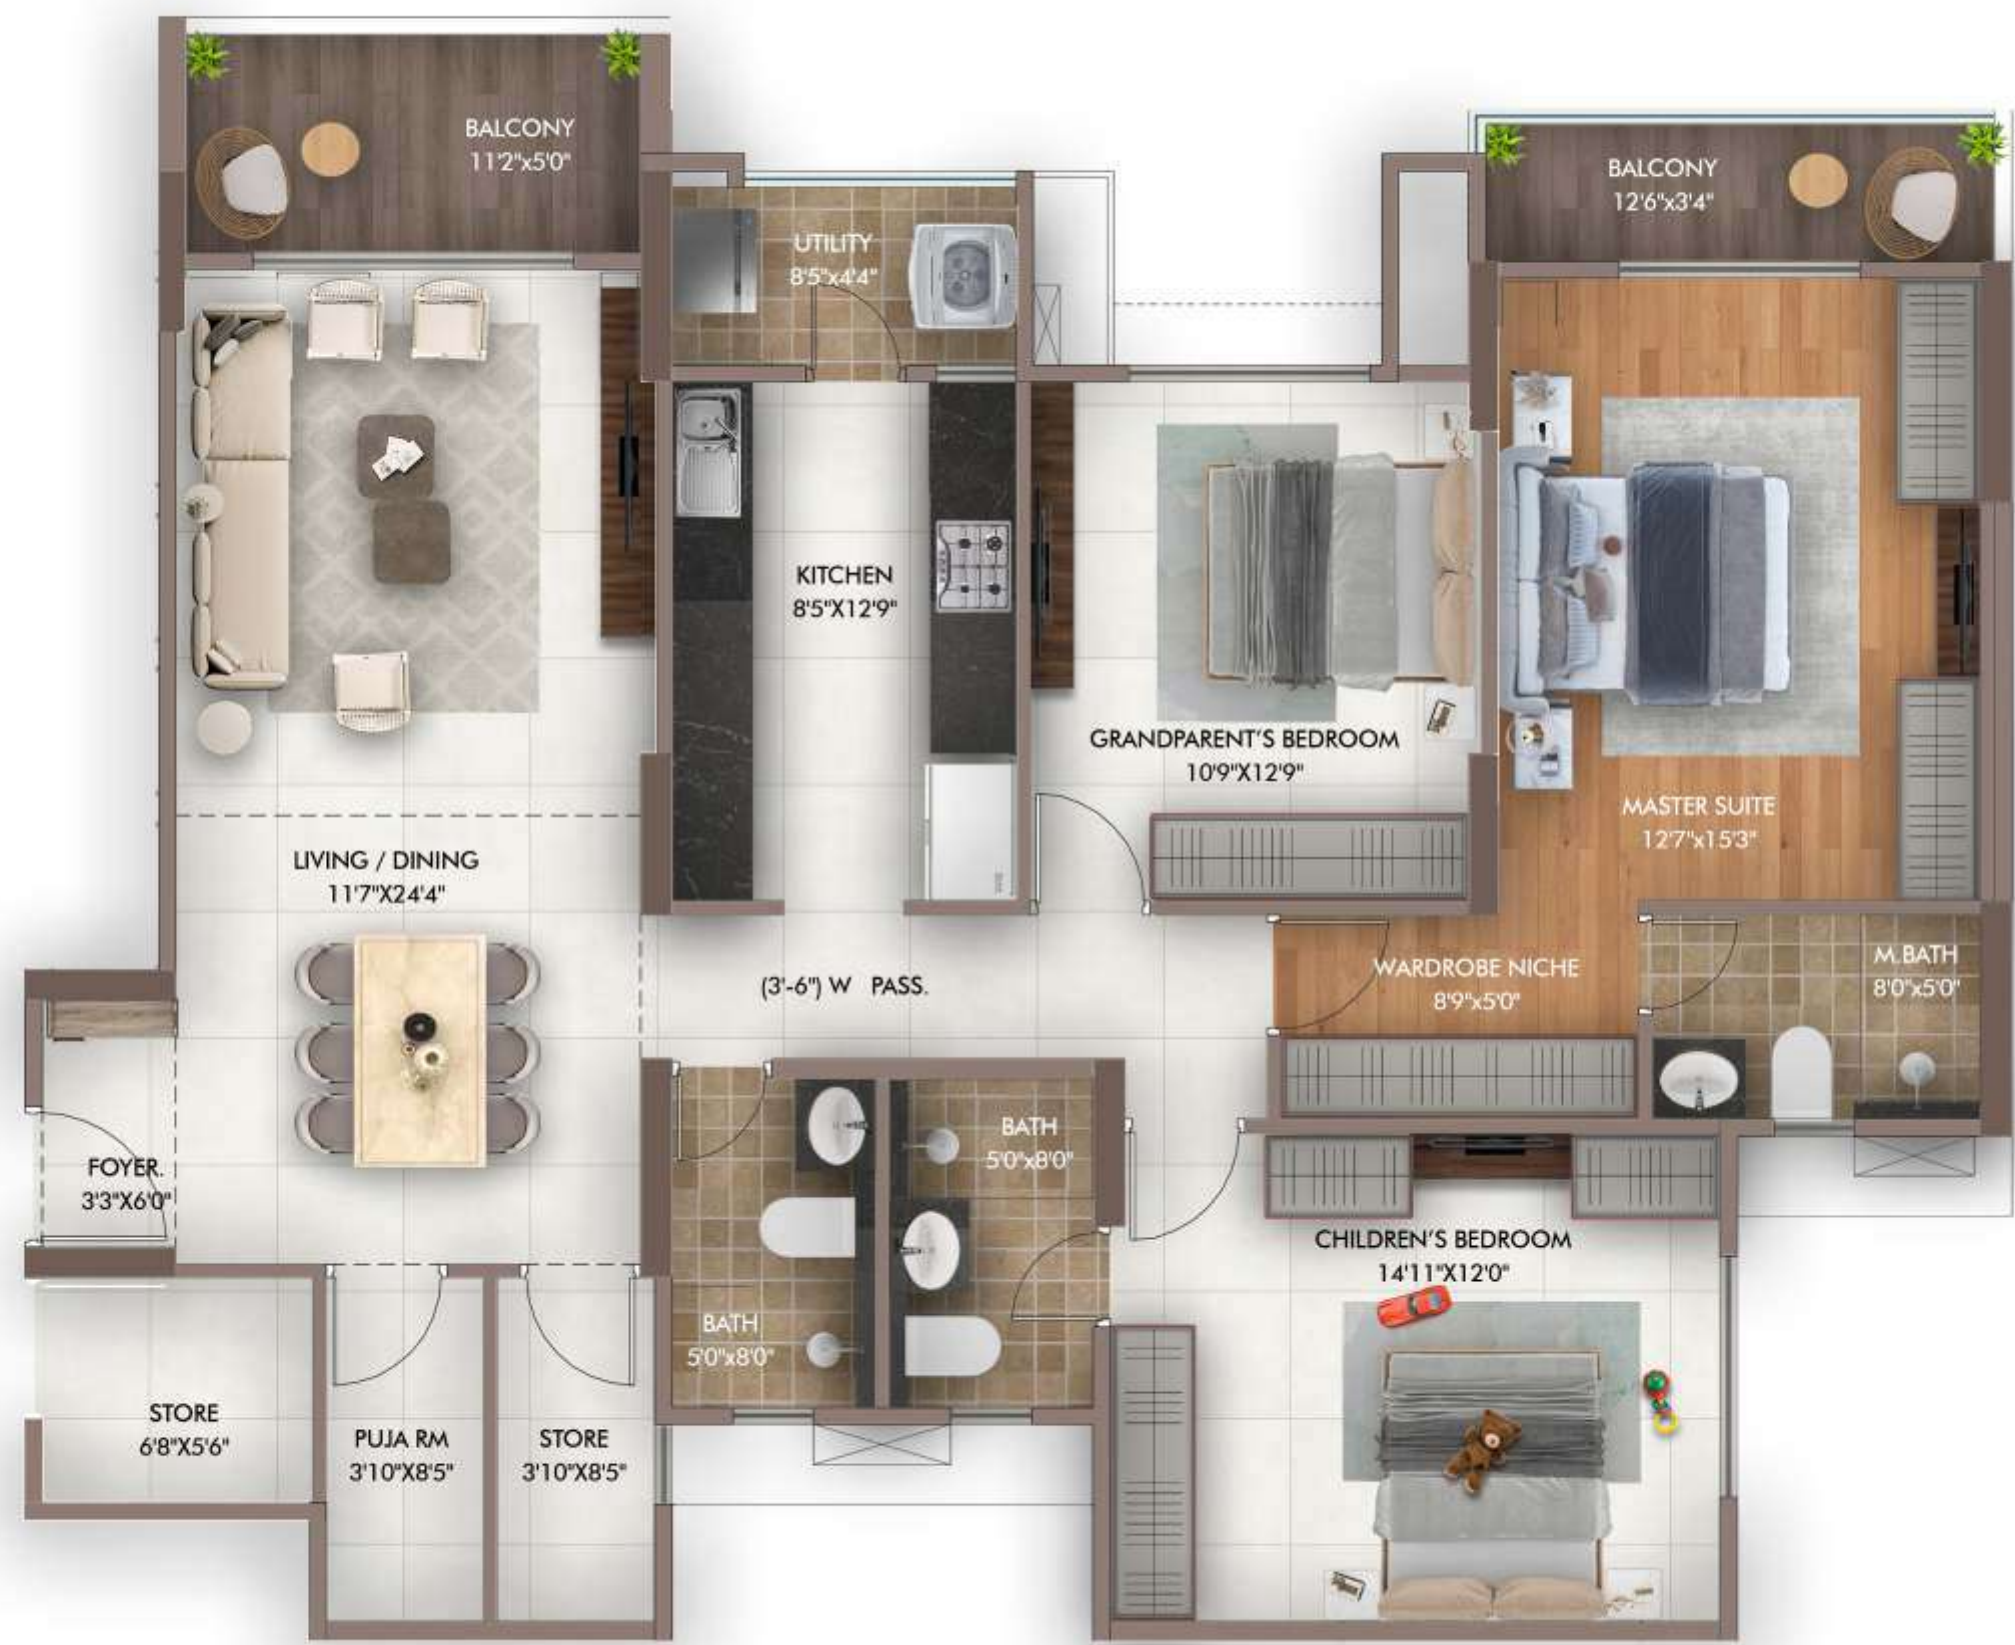 BALCONY
11'2"x5'0"
BALCONY
12'6"x3'4"
UTILITY
8'5"x4'4"
KITCHEN
8'5"X12'9"
GRANDPARENT'S BEDROOM
10'9"X12'9"
MASTER SUITE
12'7"x15'3"
LIVING / DINING
11'7"X24'4"
(3'-6") W PASS.
WARDROBE NICHE
8'9"x5'0"
M.BATH
8'0"x5'0"
FOYER.
3'3"X6'0"
BATH
5'0"x8'0"
CHILDREN'S BEDROOM
14'11"X12'0"
BATH
5'0"x8'0"
STORE
6'8"X5'6"
PUJA RM
3'10"X8'5"
STORE
3'10"X8'5"